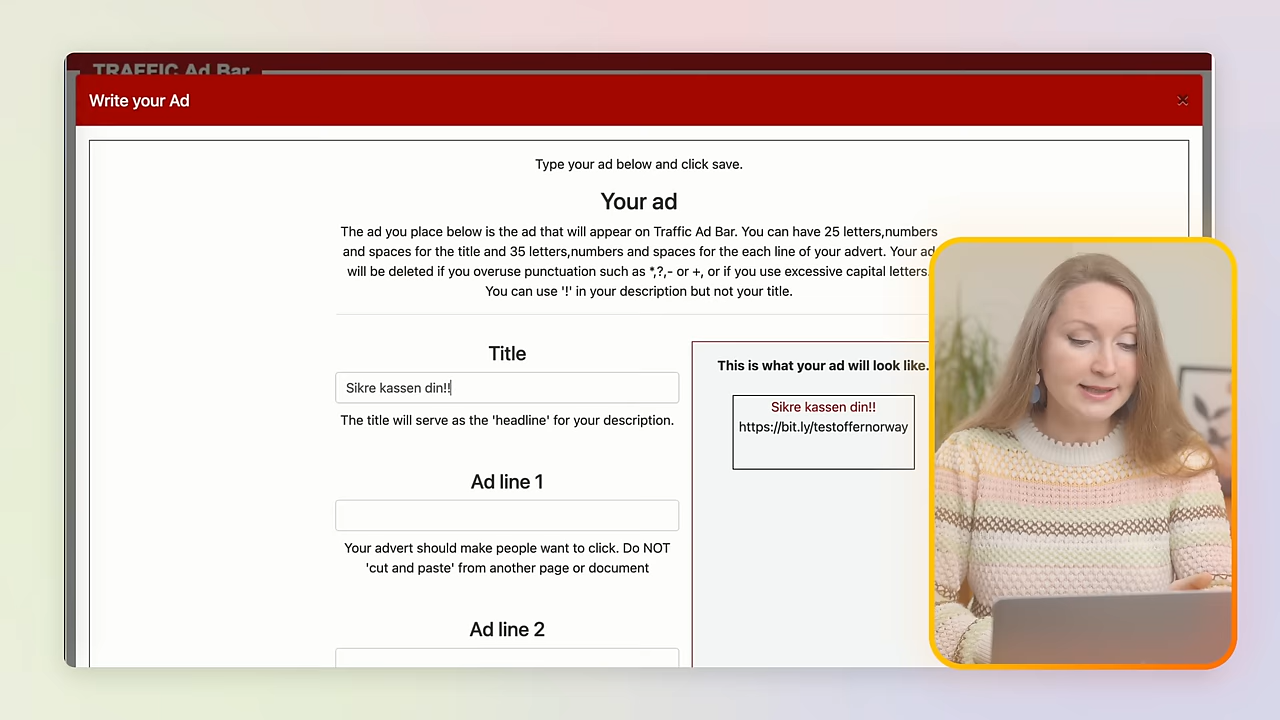 TRAFFIC Ad Bar
Write your Ad
Type your ad below and click save.
Your ad
The ad you place below is the ad that will appear on Traffic Ad Bar. You can have 25 letters,numbers
and spaces for the title and 35 letters,numbers and spaces for the each line of your advert. Your ad
will be deleted if you overuse punctuation such as *,?,- or +, or if you use excessive capital letters.
You can use '!' in your description but not your title.
Title
Sikre kassen din!!
The title will serve as the 'headline' for your description.
Ad line 1
Your advert should make people want to click. Do NOT
'cut and paste' from another page or document
Ad line 2
This is what your ad will look like.
Sikre kassen din!!
https://bit.ly/testoffernorway